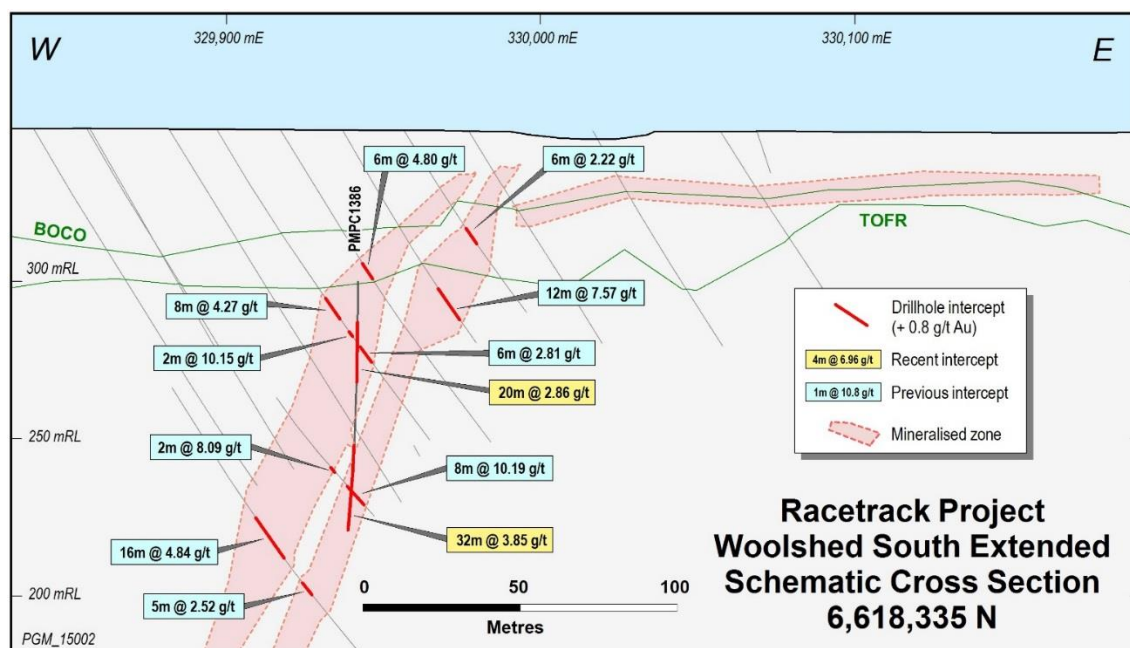 W
329,900 mE
330,000 mE
330,100 mE
E
6m @ 4.80 g/t
6m @ 2.22 g/t
PMPC1386
BOCO
TOFR
300 mRL
8m @ 4.27 g/t
12m @ 7.57 g/t
2m @ 10.15 g/t
6m @ 2.81 g/t
20m @ 2.86 g/t
Drillhole intercept
(+ 0.8 g/t Au)
4m @ 6.96 g/t
Recent intercept
1m @ 10.8 g/t
Previous intercept
Mineralised zone
250 mRL
2m @ 8.09 g/t
8m @ 10.19 g/t
32m @ 3.85 g/t
16m @ 4.84 g/t
5m @ 2.52 g/t
200 mRL
0
50
100
Metres
Racetrack Project
Woolshed South Extended
Schematic Cross Section
6,618,335 N
PGM_15002